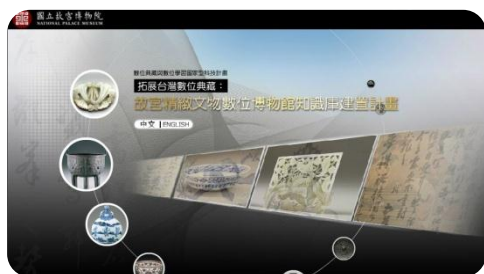 國立故宮博物院
NATIONAL PALACE MUSEUM
數位典藏與數位學習國家型科技計畫
拓展台灣數位典藏：
故宮精緻文物數位博物館知識庫建置計畫
中文 | ENGLISH